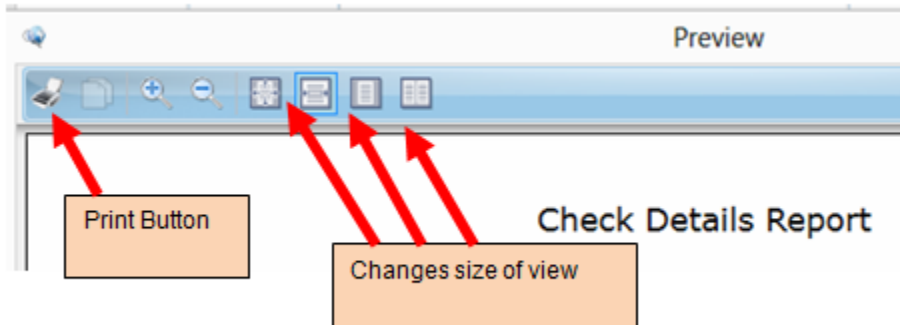 Preview
Check Details Report
Print Button
Changes size of view